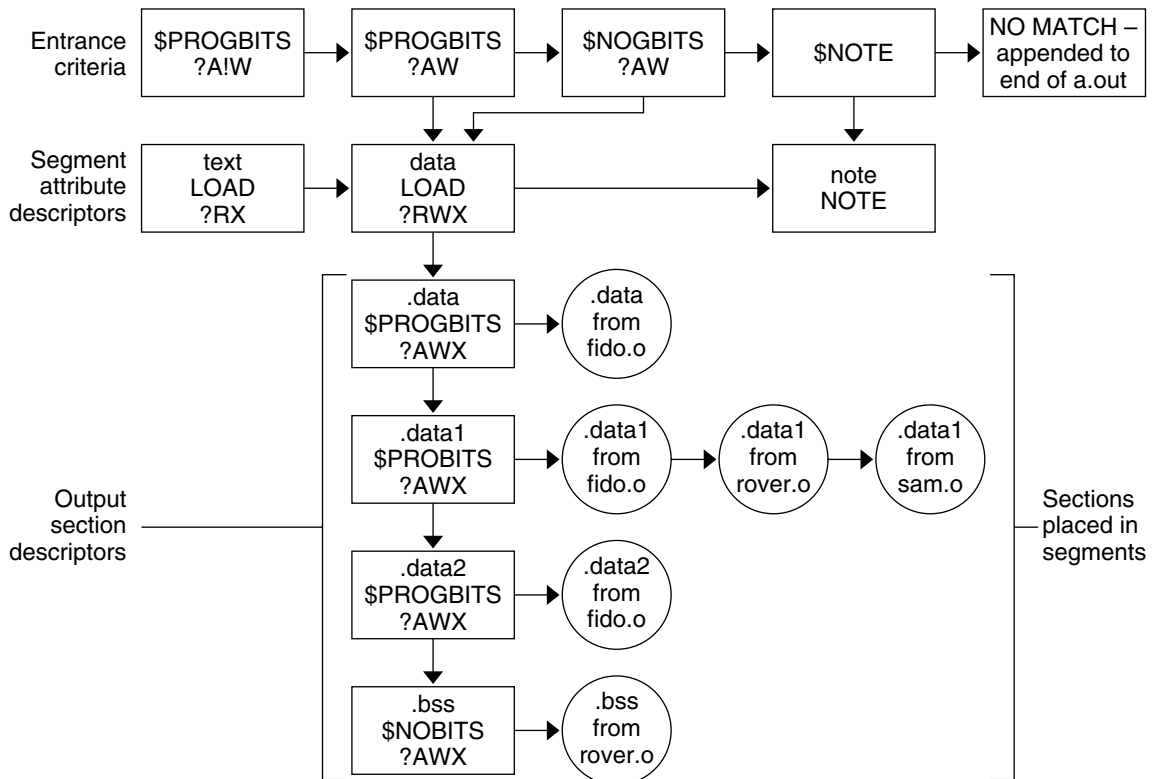 Entrance
criteria
$PROGBITS
?A!W
$PROGBITS
?AW
$NOGBITS
?AW
$NOTE
NO MATCH –
appended to
end of a.out
Segment
attribute
descriptors
text
LOAD
?RX
data
LOAD
?RWX
note
NOTE
Output
section
descriptors
.data
$PROGBITS
?AWX
.data
from
fido.o
.data1
$PROBITS
?AWX
.data1
from
fido.o
.data1
from
rover.o
.data1
from
sam.o
.data2
$PROGBITS
?AWX
.data2
from
fido.o
.bss
$NOBITS
?AWX
.bss
from
rover.o
Sections
placed in
segments